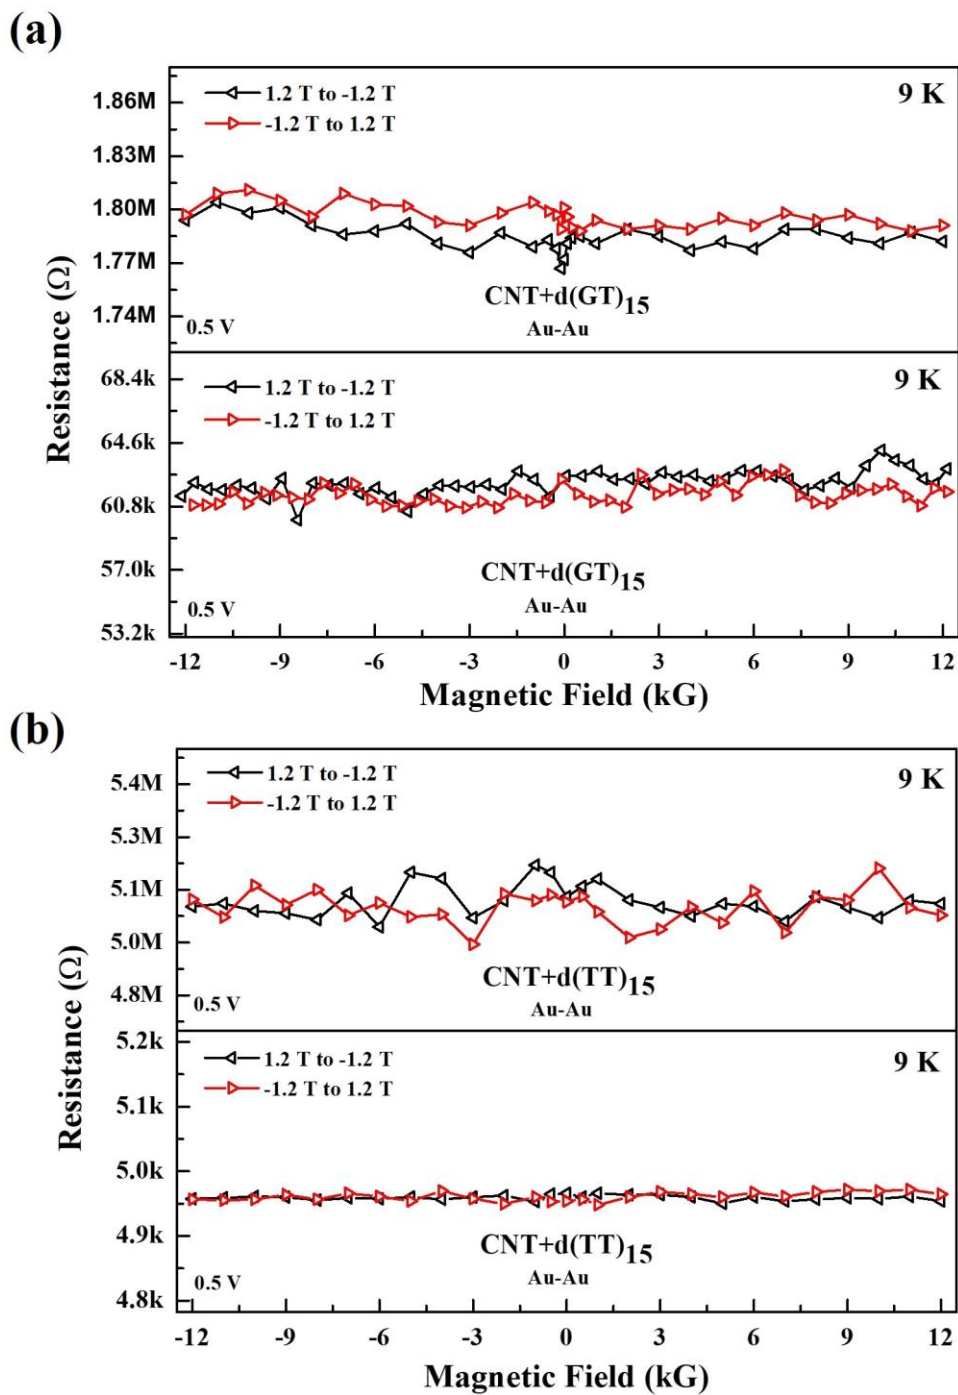 (a)
1.2 T to -1.2 T
-1.2 T to 1.2 T
9 K
1.86M
1.83M
1.80M
1.77M
1.74M
CNT+d(GT)15
Au-Au
0.5 V
1.2 T to -1.2 T
-1.2 T to 1.2 T
9 K
68.4k
64.6k
60.8k
57.0k
53.2k
CNT+d(GT)15
Au-Au
0.5 V
Resistance (Ω)
-12 -9 -6 -3 0 3 6 9 12
Magnetic Field (kG)
(b)
1.2 T to -1.2 T
-1.2 T to 1.2 T
9 K
5.4M
5.3M
5.1M
5.0M
4.8M
CNT+d(TT)15
Au-Au
0.5 V
1.2 T to -1.2 T
-1.2 T to 1.2 T
9 K
5.2k
5.1k
5.0k
4.9k
4.8k
CNT+d(TT)15
Au-Au
0.5 V
Resistance (Ω)
-12 -9 -6 -3 0 3 6 9 12
Magnetic Field (kG)